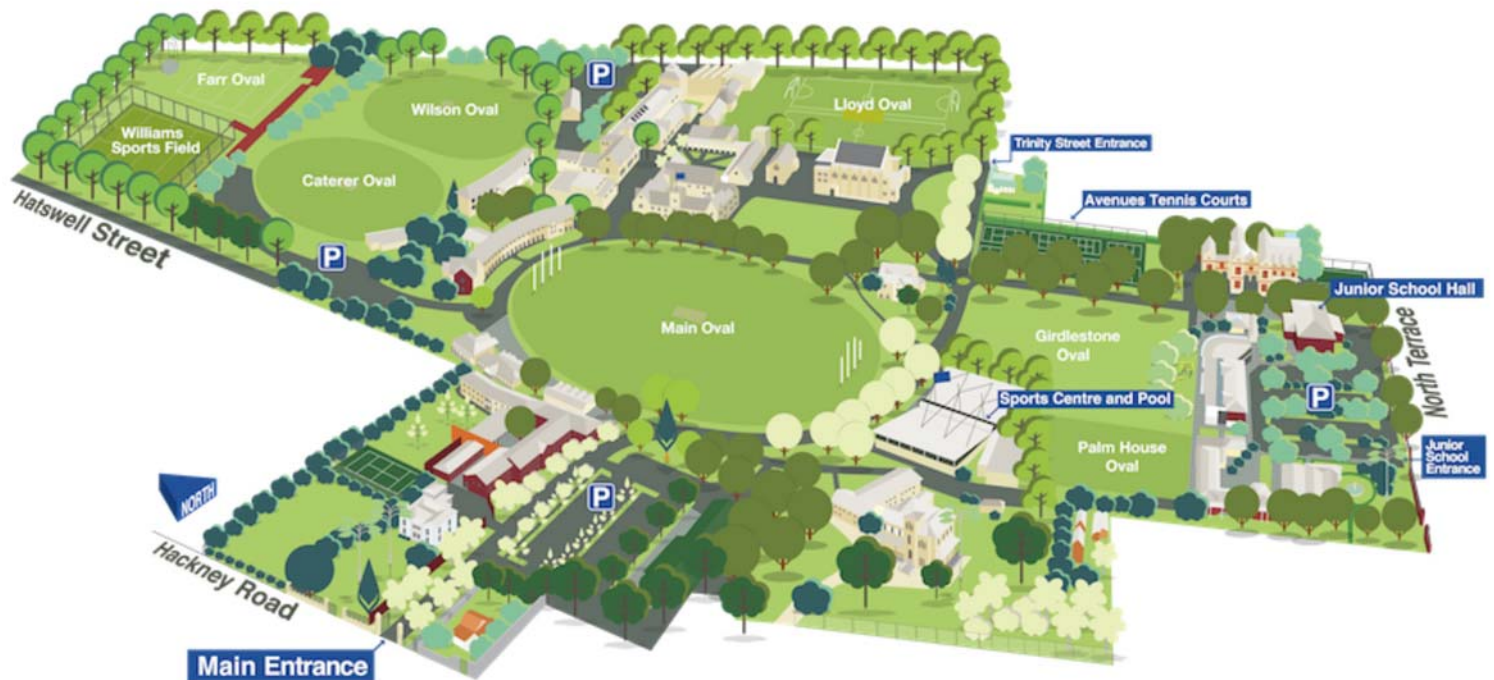 Farr Oval
P
Wilson Oval
Lloyd Oval
Williams
Sports Field
Trinity Street Entrance
Caterer Oval
Avenues Tennis Courts
Hatswell Street
P
Junior School Hall
Main Oval
Girdlestone
Oval
North Terrace
Sports Centre and Pool
P
Palm House
Oval
Junior
School
Entrance
NORTH
P
Hackney Road
Main Entrance